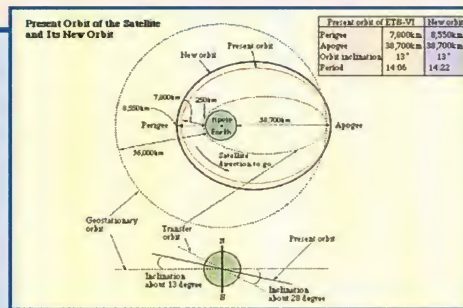 Present Orbit of the Satellite
and Its New Orbit
Present orbit of ETS-VI New orbit
Perigee 7,800km 8,550km
Apogee 38,700km 38,700km
Orbit inclination 13° 13°
Period 14:06 14:22
Present orbit
New orbit
7,800km
250km
8,550km
Perigee
Earth
38,700km
Apogee
36,000km
Satellite
direction to go
Geostationary
orbit
Transfer
orbit
N
Present orbit
Inclination
about 13 degree
Inclination
about 28 degree
S